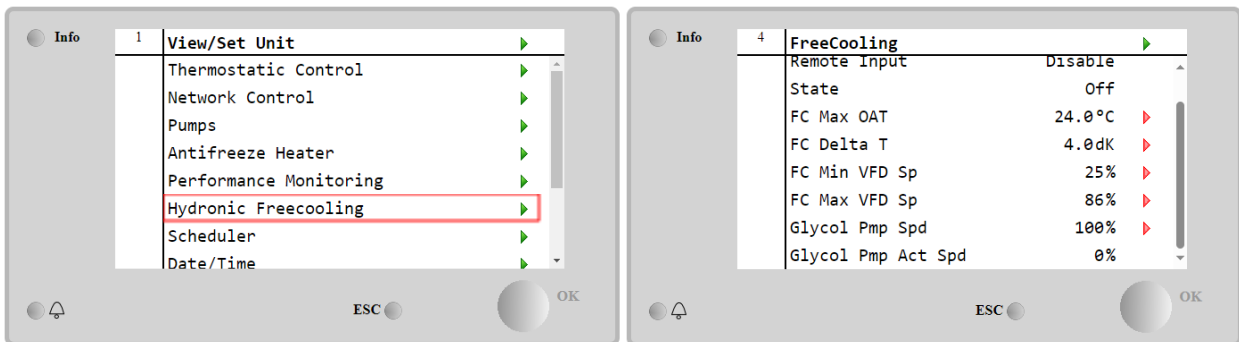 Info
1 View/Set Unit
Thermostatic Control
Network Control
Pumps
Antifreeze Heater
Performance Monitoring
Hydronic Freecooling
Scheduler
Date/Time
ESC
OK
Info
4 FreeCooling
Remote Input Disable
State Off
FC Max OAT 24.0°C
FC Delta T 4.0dK
FC Min VFD Sp 25%
FC Max VFD Sp 86%
Glycol Pmp Spd 100%
Glycol Pmp Act Spd 0%
ESC
OK